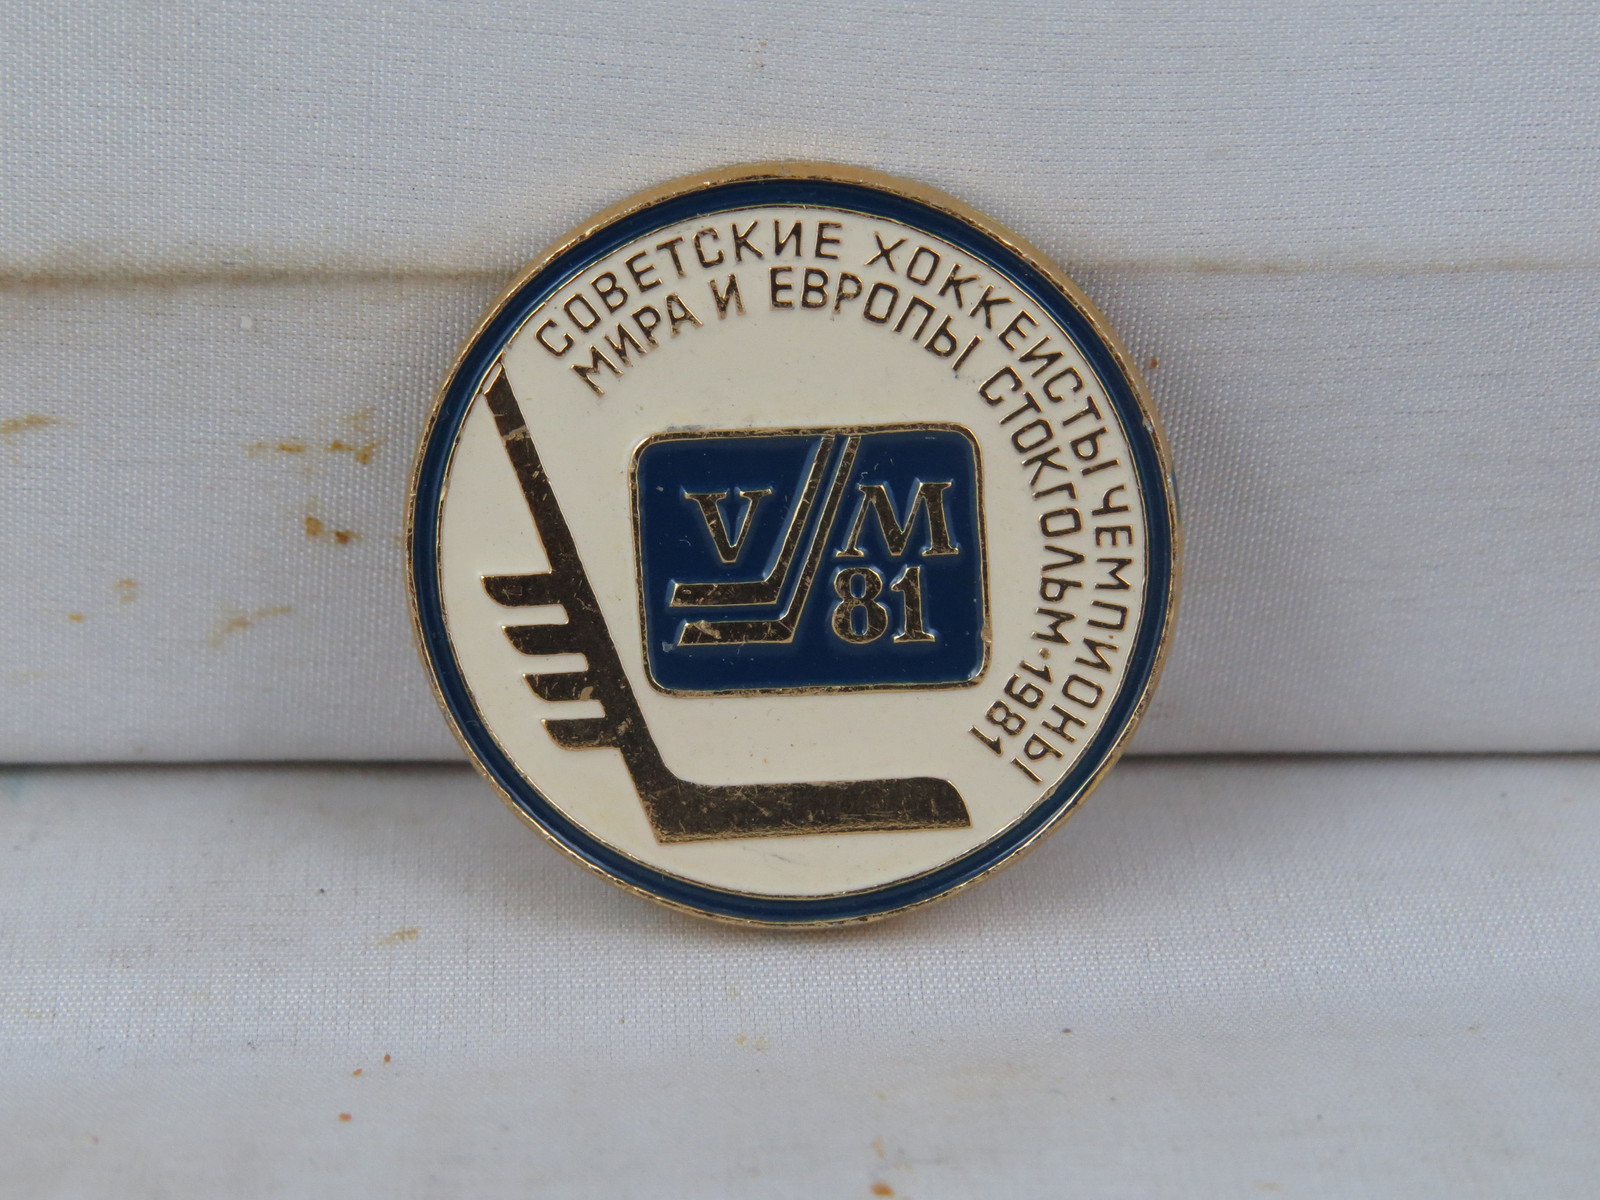 СОВЕТСКИЕ ХОККЕИСТЫ ЧЕМПИОНЫ
МИРА И ЕВРОПЫ СТОКГОЛЬМ·1981
V M
81